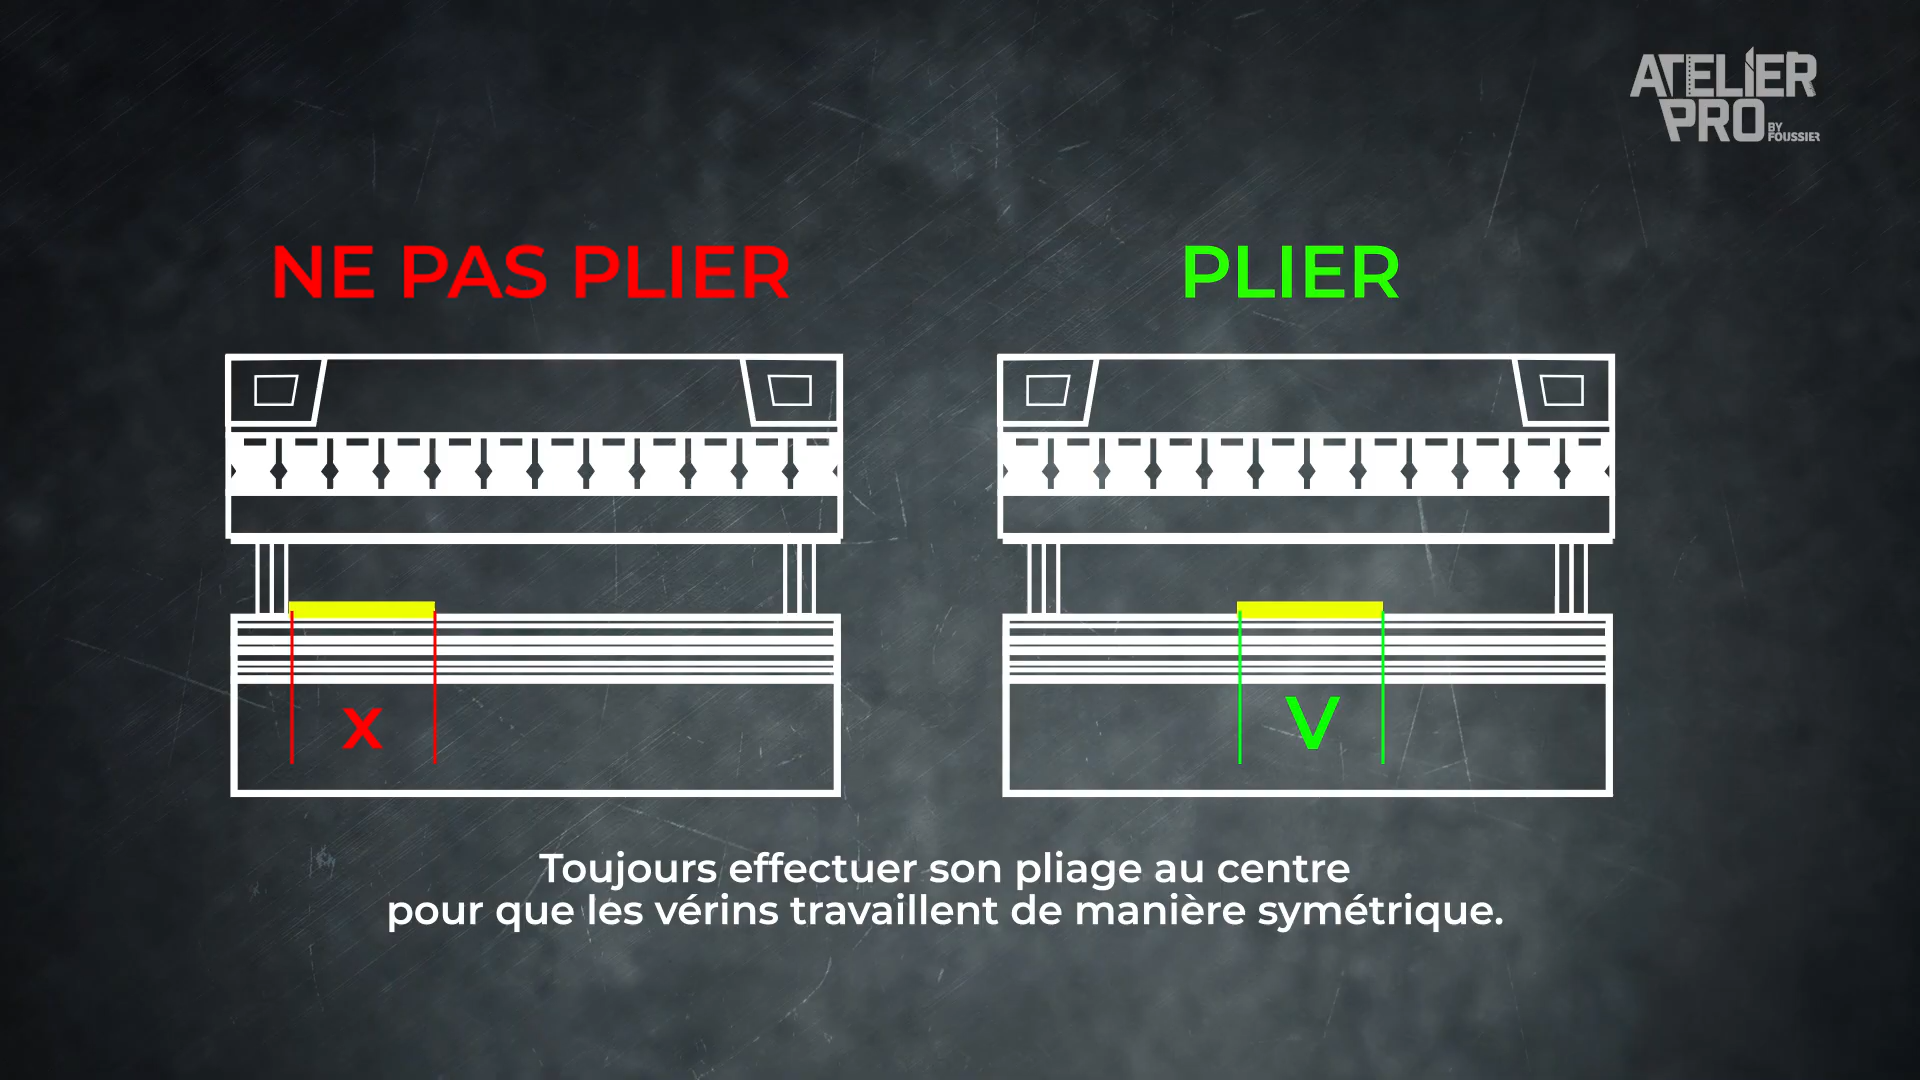 ATELIER
PRO
BY
FOUSSIER
NE PAS PLIER
PLIER
X
V
Toujours effectuer son pliage au centre
pour que les vérins travaillent de manière symétrique.